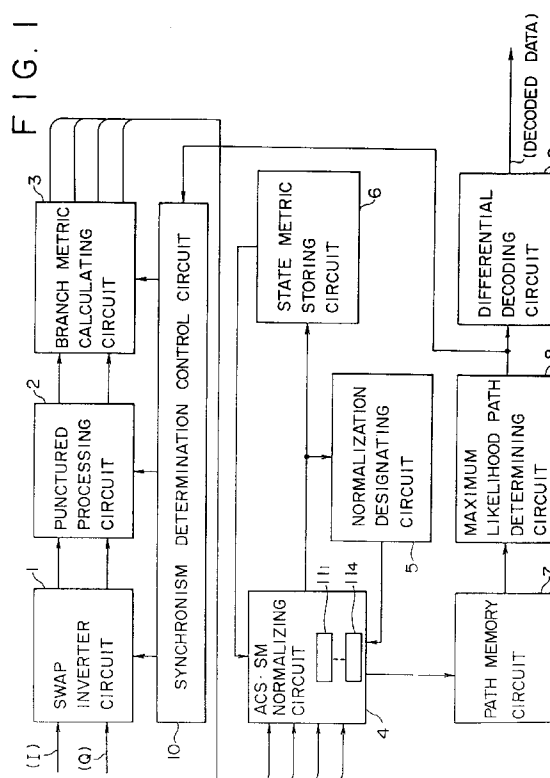 FIG. 1
(I)
(Q)
1
SWAP
INVERTER
CIRCUIT
2
PUNCTURED
PROCESSING
CIRCUIT
3
BRANCH METRIC
CALCULATING
CIRCUIT
10
SYNCHRONISM DETERMINATION CONTROL CIRCUIT
ACS·SM
NORMALIZING
CIRCUIT
111
114
4
NORMALIZATION
DESIGNATING
CIRCUIT
5
STATE METRIC
STORING
CIRCUIT
6
PATH MEMORY
CIRCUIT
7
MAXIMUM
LIKELIHOOD PATH
DETERMINING
CIRCUIT
DIFFERENTIAL
DECODING
CIRCUIT
(DECODED DATA)